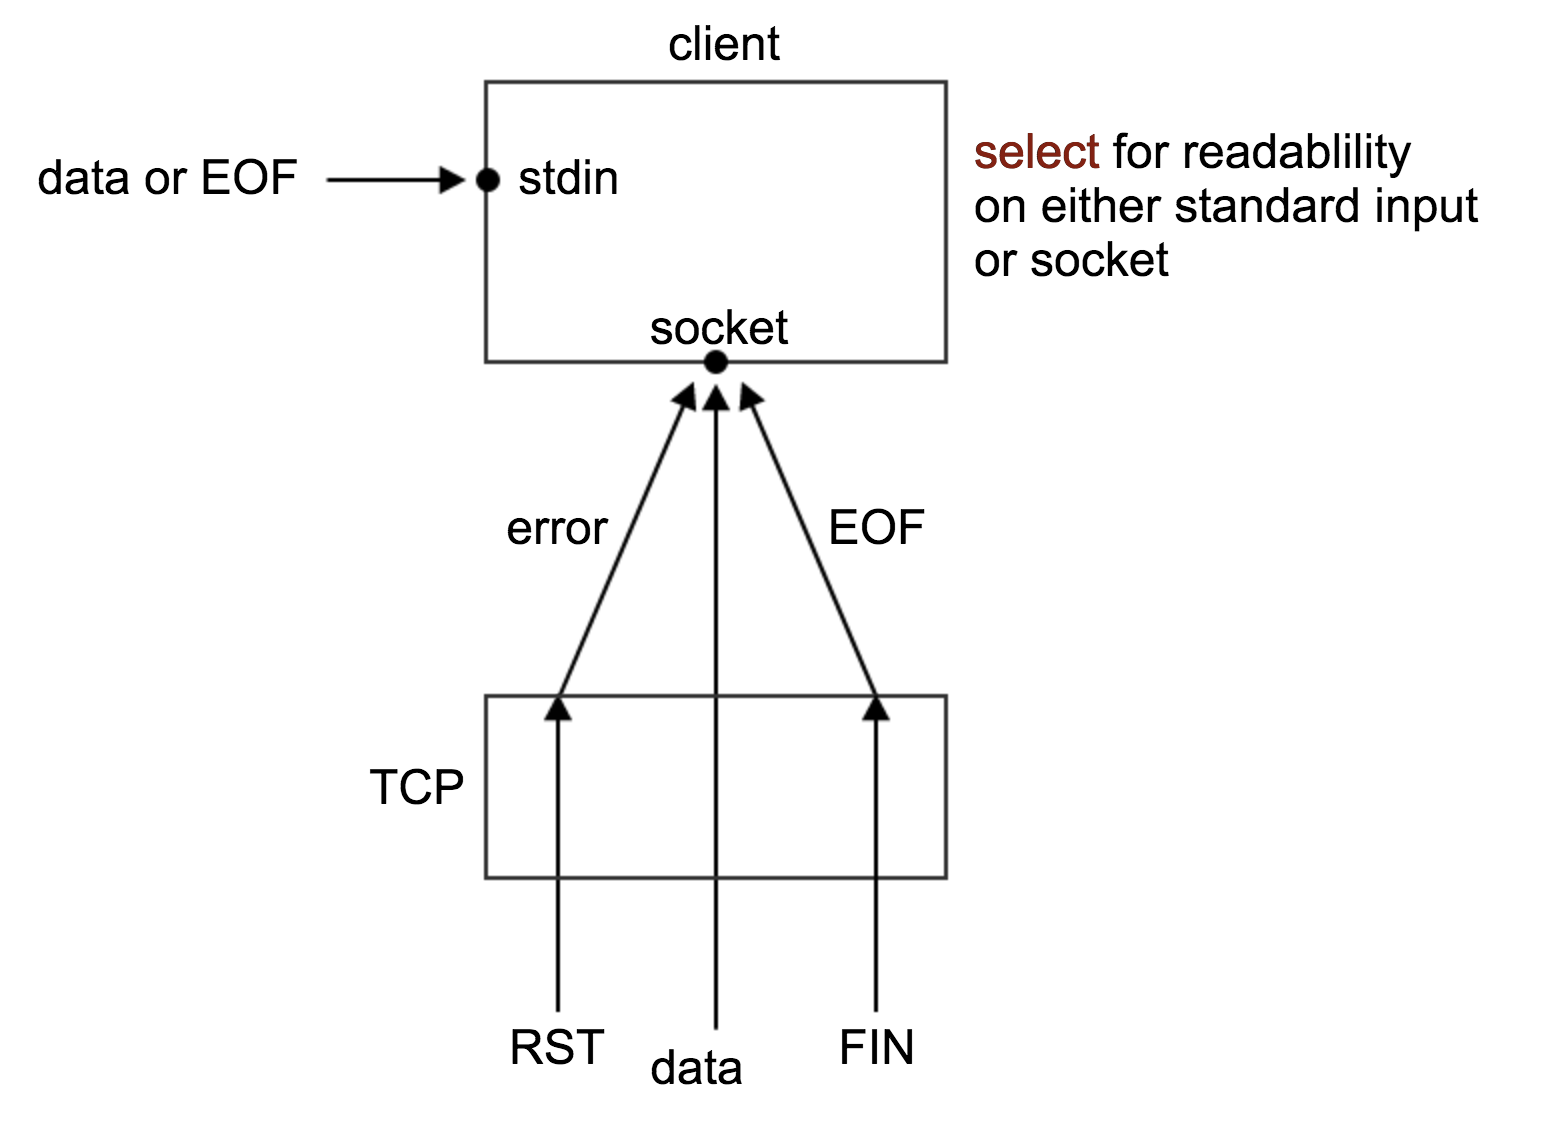 client
data or EOF
stdin
select for readablility
on either standard input
or socket
socket
error
EOF
TCP
RST
data
FIN